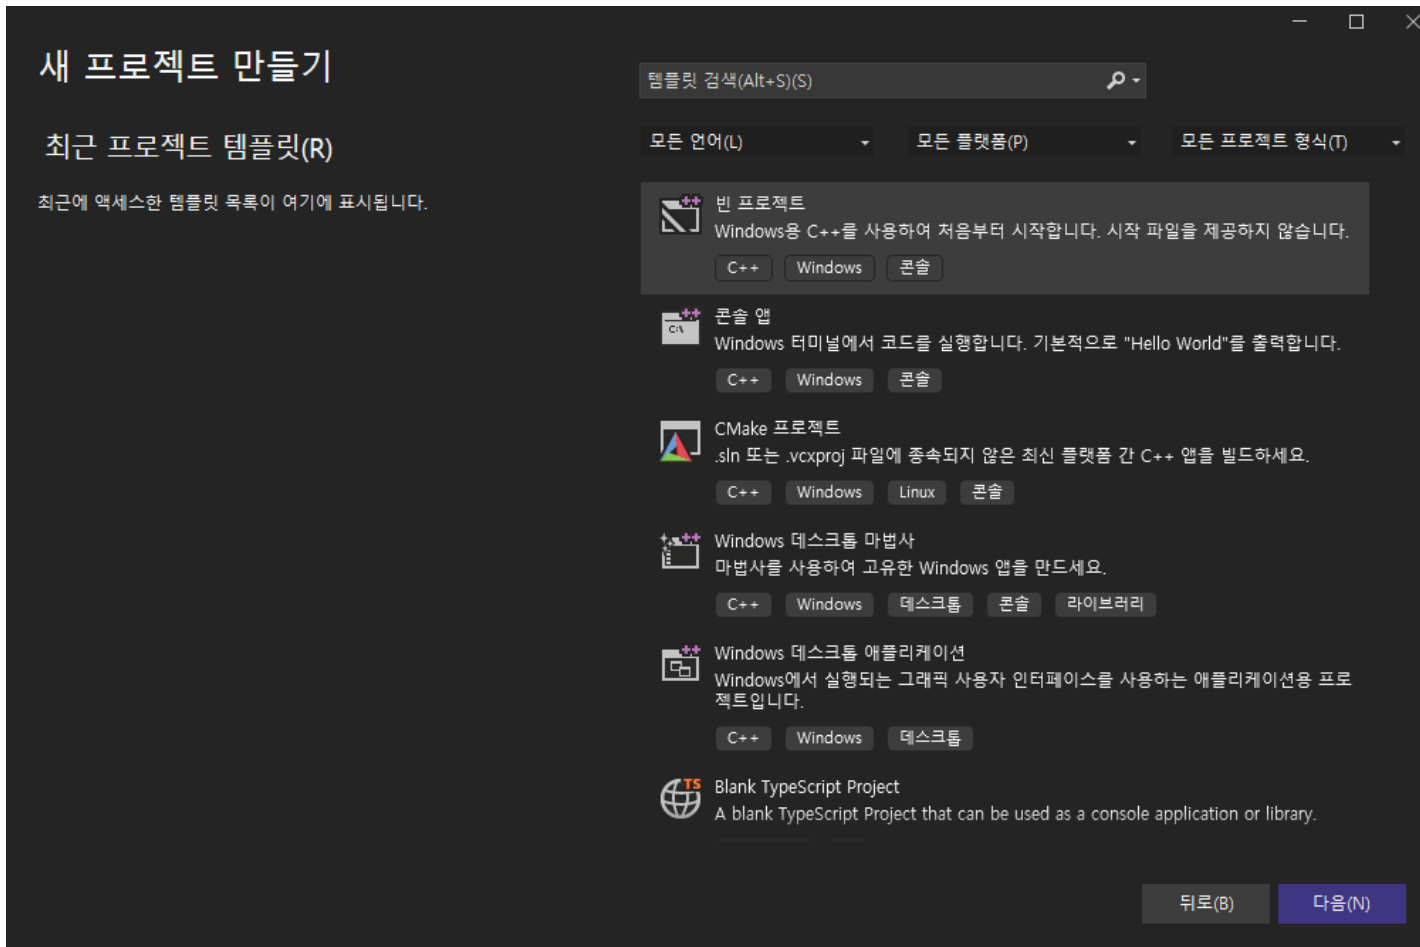 새 프로젝트 만들기
템플릿 검색(Alt+S)(S)
최근 프로젝트 템플릿(R)
모든 언어(L)
모든 플랫폼(P)
모든 프로젝트 형식(T)
최근에 액세스한 템플릿 목록이 여기에 표시됩니다.
빈 프로젝트
Windows용 C++를 사용하여 처음부터 시작합니다. 시작 파일을 제공하지 않습니다.
C++ Windows 콘솔
C:\
콘솔 앱
Windows 터미널에서 코드를 실행합니다. 기본적으로 "Hello World"를 출력합니다.
C++ Windows 콘솔
CMake 프로젝트
.sln 또는 .vcxproj 파일에 종속되지 않은 최신 플랫폼 간 C++ 앱을 빌드하세요.
C++ Windows Linux 콘솔
Windows 데스크톱 마법사
마법사를 사용하여 고유한 Windows 앱을 만드세요.
C++ Windows 데스크톱 콘솔 라이브러리
Windows 데스크톱 애플리케이션
Windows에서 실행되는 그래픽 사용자 인터페이스를 사용하는 애플리케이션용 프로
젝트입니다.
C++ Windows 데스크톱
TS
Blank TypeScript Project
A blank TypeScript Project that can be used as a console application or library.
뒤로(B)
다음(N)